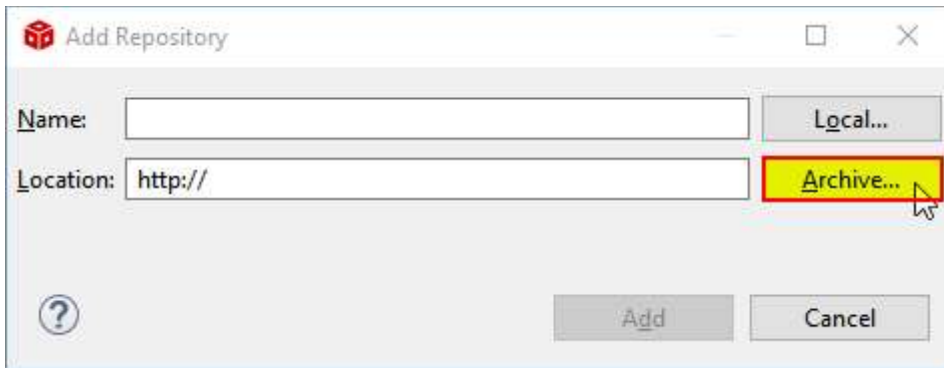 Add Repository
Name: Local...
Location: http:// Archive...
? Add Cancel